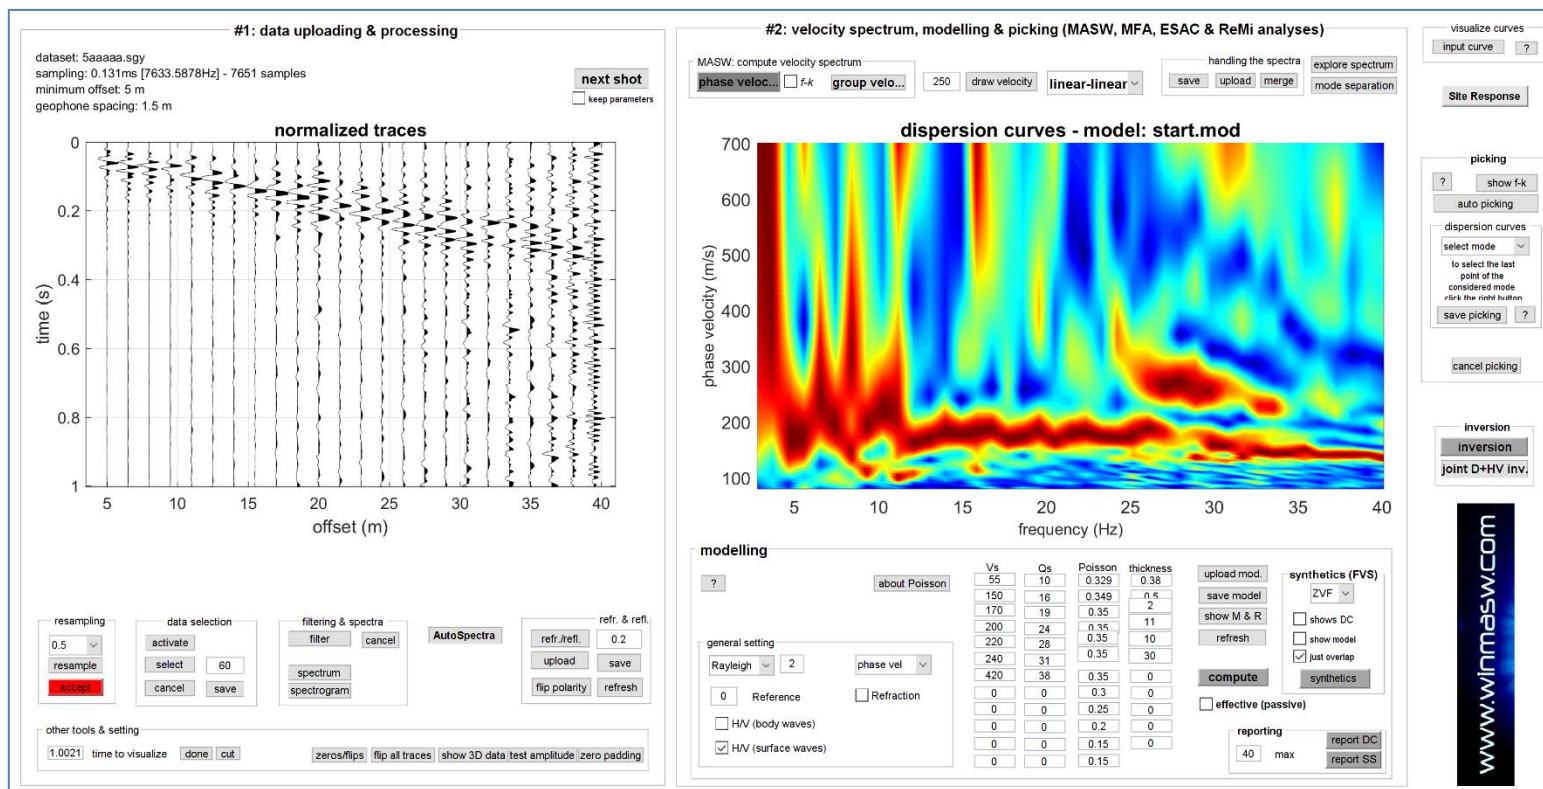 #1: data uploading & processing
dataset: 5aaaaa.sgy
sampling: 0.131ms [7633.5878Hz] - 7651 samples
minimum offset: 5 m
geophone spacing: 1.5 m
next shot
keep parameters
normalized traces
0
0.2
0.4
0.6
0.8
1
time (s)
5 10 15 20 25 30 35 40
offset (m)
resampling
0.5
resample
accept
data selection
activate
select 60
cancel save
filtering & spectra
filter cancel
spectrum
spectrogram
AutoSpectra
refr. & refl.
refr./refl. 0.2
upload save
flip polarity refresh
other tools & setting
1.0021 time to visualize done cut zeros/flips flip all traces show 3D data test amplitude zero padding
#2: velocity spectrum, modelling & picking (MASW, MFA, ESAC & ReMi analyses)
MASW: compute velocity spectrum
phase veloc... f-k group velo... 250 draw velocity linear-linear
handling the spectra
save upload merge
explore spectrum
mode separation
dispersion curves - model: start.mod
700
600
500
400
300
200
100
phase velocity (m/s)
5 10 15 20 25 30 35 40
frequency (Hz)
modelling
? about Poisson
general setting
Rayleigh 2 phase vel
0 Reference Refraction
H/V (body waves)
H/V (surface waves)
Vs Qs Poisson thickness
55 10 0.329 0.38
150 16 0.349 0.5
170 19 0.35 2
200 24 0.35 11
220 28 0.35 10
240 31 0.35 30
420 38 0.35 0
0 0 0.3 0
0 0 0.25 0
0 0 0.2 0
0 0 0.15 0
0 0 0.15
upload mod.
save model
show M & R
refresh
compute
effective (passive)
synthetics (FVS)
ZVF
shows DC
show model
just overlap
synthetics
reporting
40 max
report DC
report SS
visualize curves
input curve ?
Site Response
picking
? show f-k
auto picking
dispersion curves
select mode
to select the last
point of the
considered mode
click the right button
save picking ?
cancel picking
inversion
inversion
joint D+HV inv.
www.winmasw.com